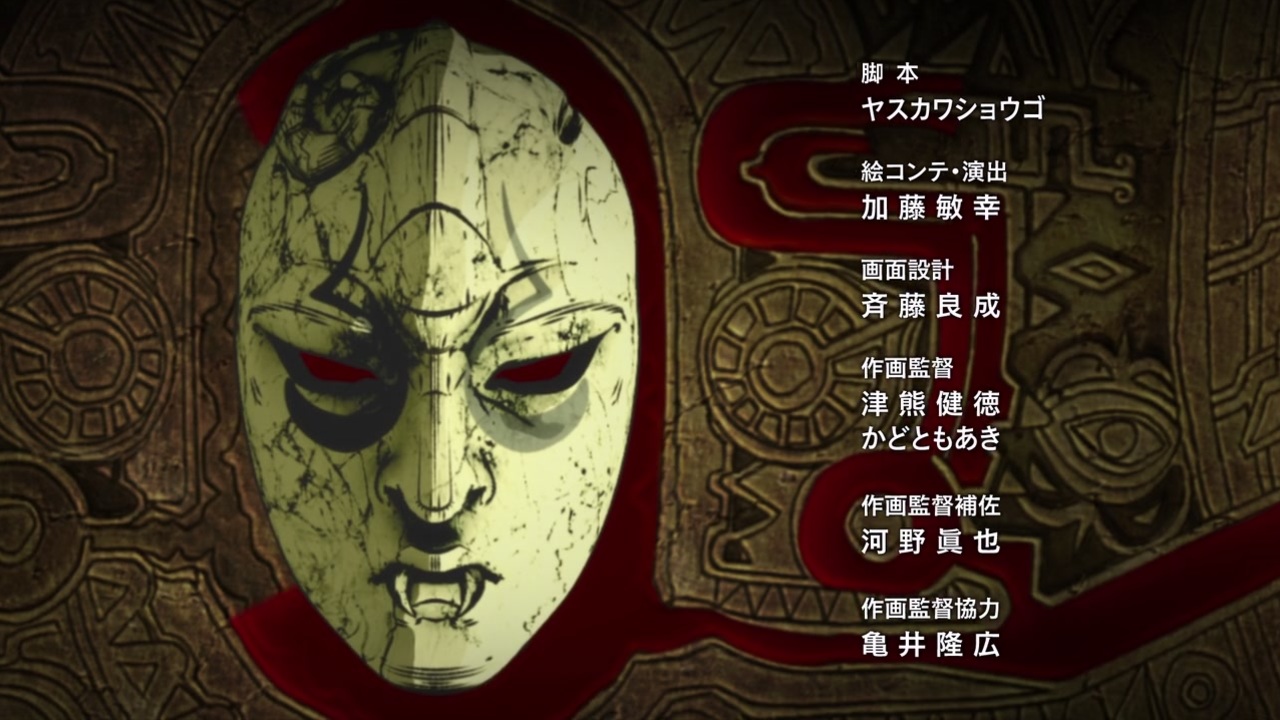 脚本
ヤスカワショウゴ
絵コンテ・演出
加藤敏幸
画面設計
斉藤良成
作画監督
津熊健徳
かどともあき
作画監督補佐
河野眞也
作画監督協力
亀井隆広